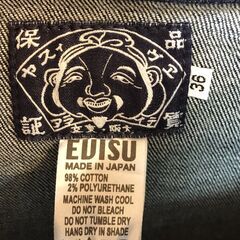 保 品
証 質
36
EDISU
MADE IN JAPAN
98% COTTON
2% POLYURETHANE
MACHINE WASH COOL
DO NOT BLEACH
DO NOT TUMBLE DRY
HANG DRY IN SHADE